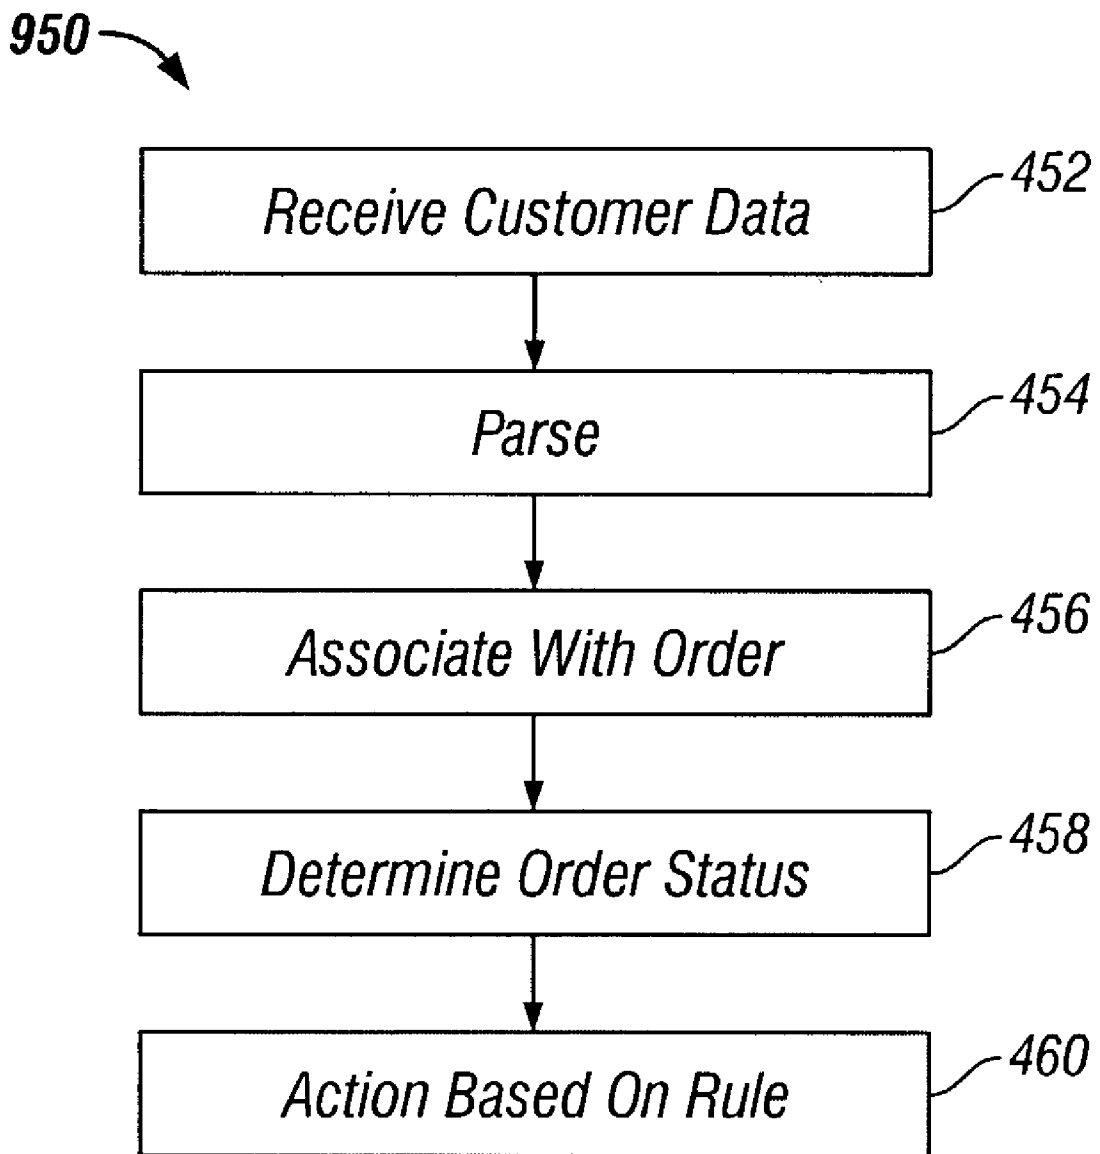 950
Receive Customer Data
452
Parse
454
Associate With Order
456
Determine Order Status
458
Action Based On Rule
460